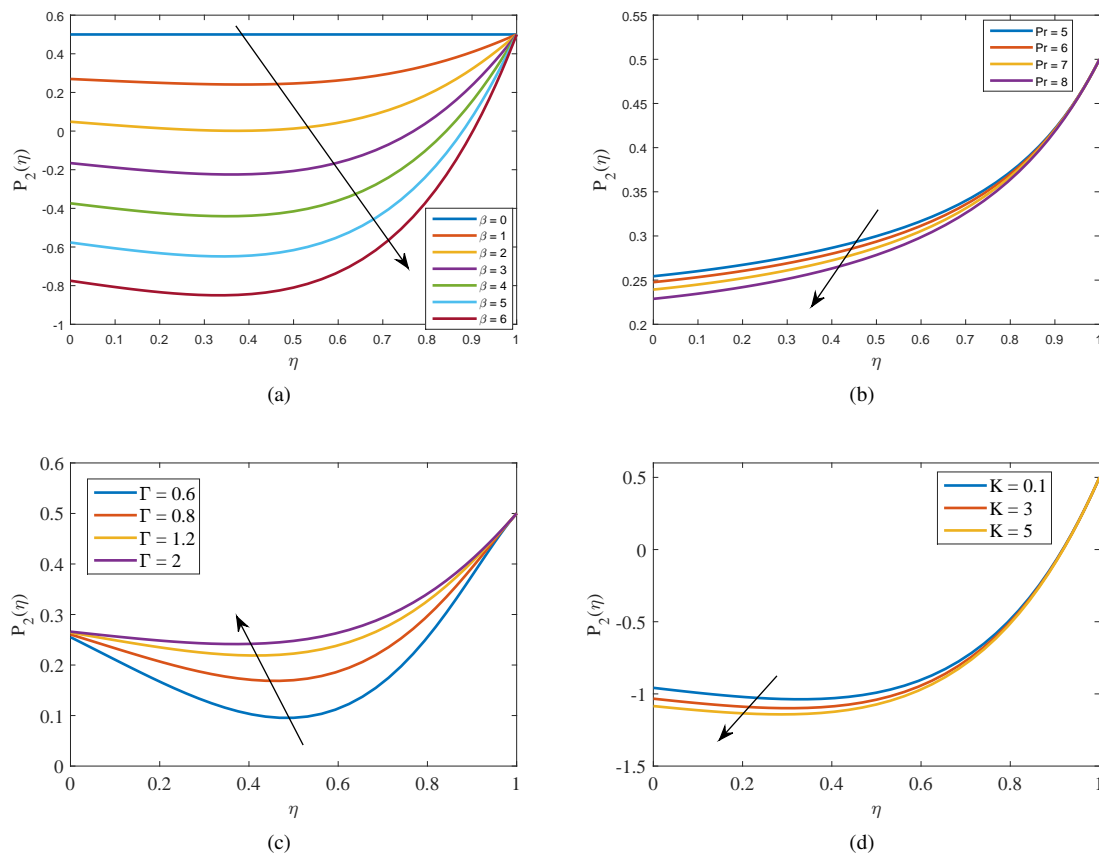 0.6
0.4
0.2
0
-0.2
-0.4
-0.6
-0.8
-1
P₂(η)
β = 0
β = 1
β = 2
β = 3
β = 4
β = 5
β = 6
0 0.1 0.2 0.3 0.4 0.5 0.6 0.7 0.8 0.9 1
η
(a)
0.55
0.5
0.45
0.4
0.35
0.3
0.25
0.2
P₂(η)
Pr = 5
Pr = 6
Pr = 7
Pr = 8
0 0.1 0.2 0.3 0.4 0.5 0.6 0.7 0.8 0.9 1
η
(b)
0.6
0.5
0.4
0.3
0.2
0.1
0
P₂(η)
Γ = 0.6
Γ = 0.8
Γ = 1.2
Γ = 2
0 0.2 0.4 0.6 0.8 1
η
(c)
0.5
0
-0.5
-1
-1.5
P₂(η)
K = 0.1
K = 3
K = 5
0 0.2 0.4 0.6 0.8 1
η
(d)